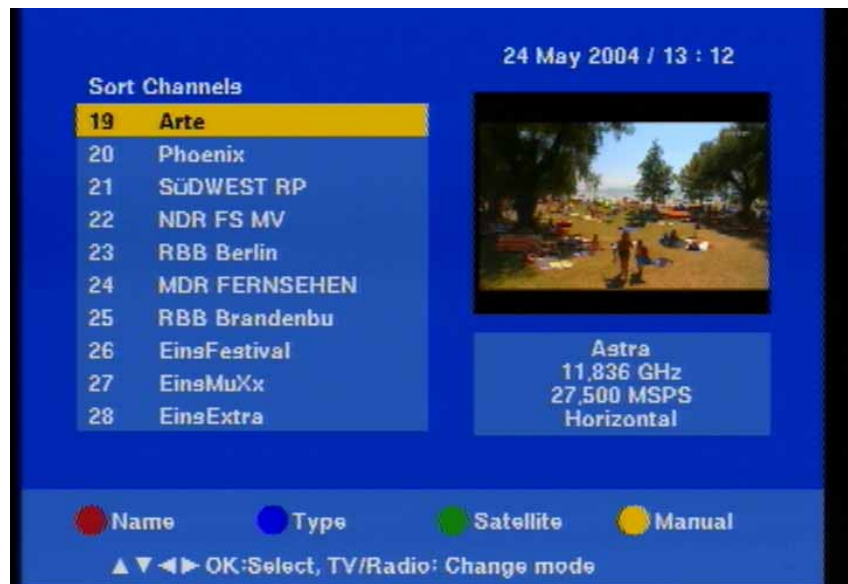 24 May 2004 / 13 : 12
Sort Channels
19 Arte
20 Phoenix
21 SüDWEST RP
22 NDR FS MV
23 RBB Berlin
24 MDR FERNSEHEN
25 RBB Brandenbu
26 EinsFestival
27 EinsMuXx
28 EinsExtra
Astra
11,836 GHz
27,500 MSPS
Horizontal
Name Type Satellite Manual
▲▼◀▶ OK:Select, TV/Radio: Change mode